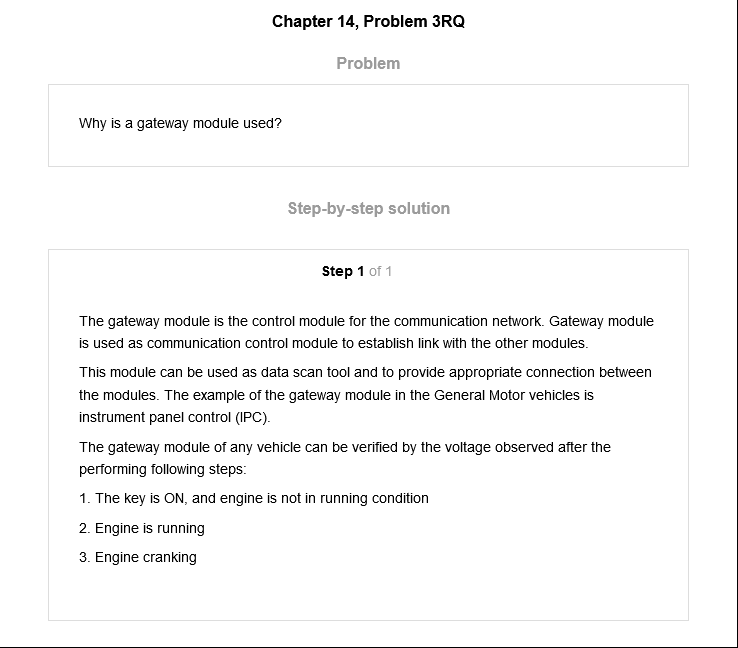 Chapter 14, Problem 3RQ
Problem
Why is a gateway module used?
Step-by-step solution
Step 1 of 1
The gateway module is the control module for the communication network. Gateway module
is used as communication control module to establish link with the other modules.
This module can be used as data scan tool and to provide appropriate connection between
the modules. The example of the gateway module in the General Motor vehicles is
instrument panel control (IPC).
The gateway module of any vehicle can be verified by the voltage observed after the
performing following steps:
1. The key is ON, and engine is not in running condition
2. Engine is running
3. Engine cranking